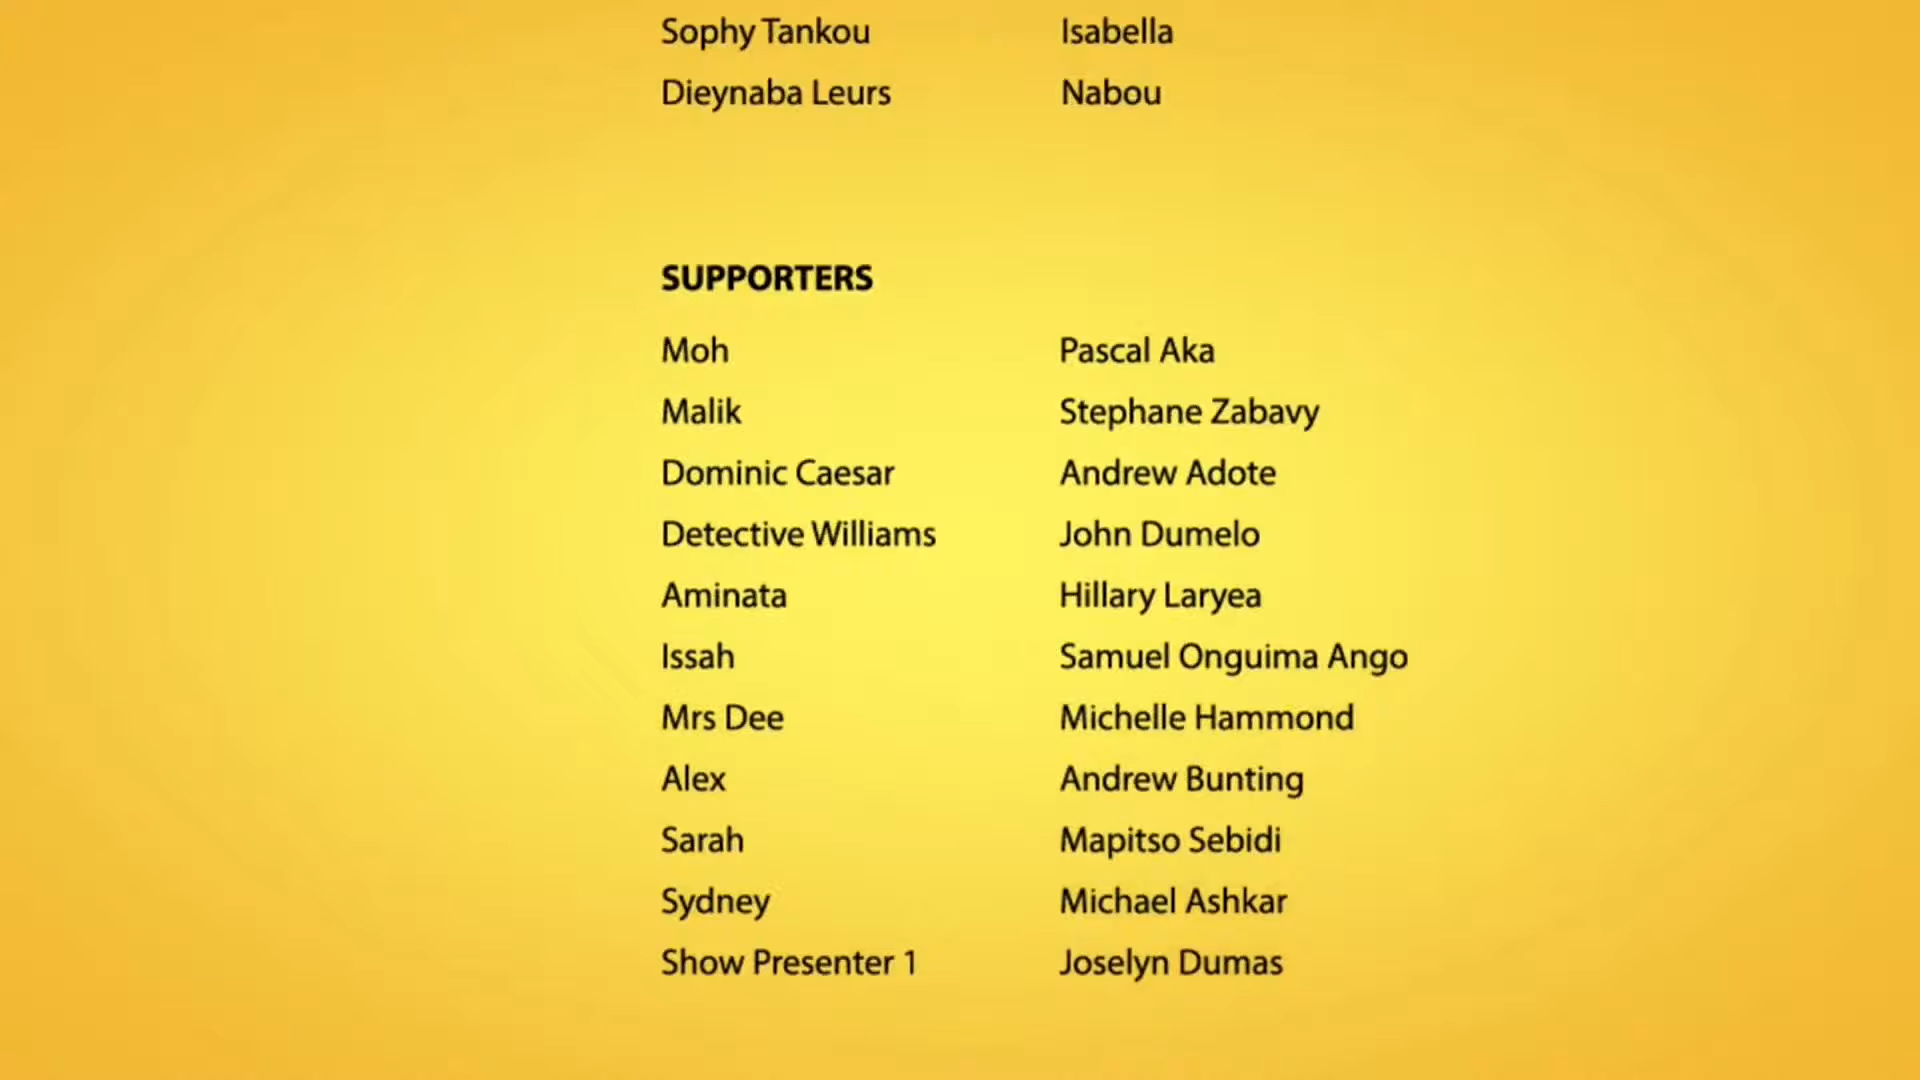 Sophy Tankou Isabella
Dieynaba Leurs Nabou
SUPPORTERS
Moh Pascal Aka
Malik Stephane Zabavy
Dominic Caesar Andrew Adote
Detective Williams John Dumelo
Aminata Hillary Laryea
Issah Samuel Onguima Ango
Mrs Dee Michelle Hammond
Alex Andrew Bunting
Sarah Mapitso Sebidi
Sydney Michael Ashkar
Show Presenter 1 Joselyn Dumas